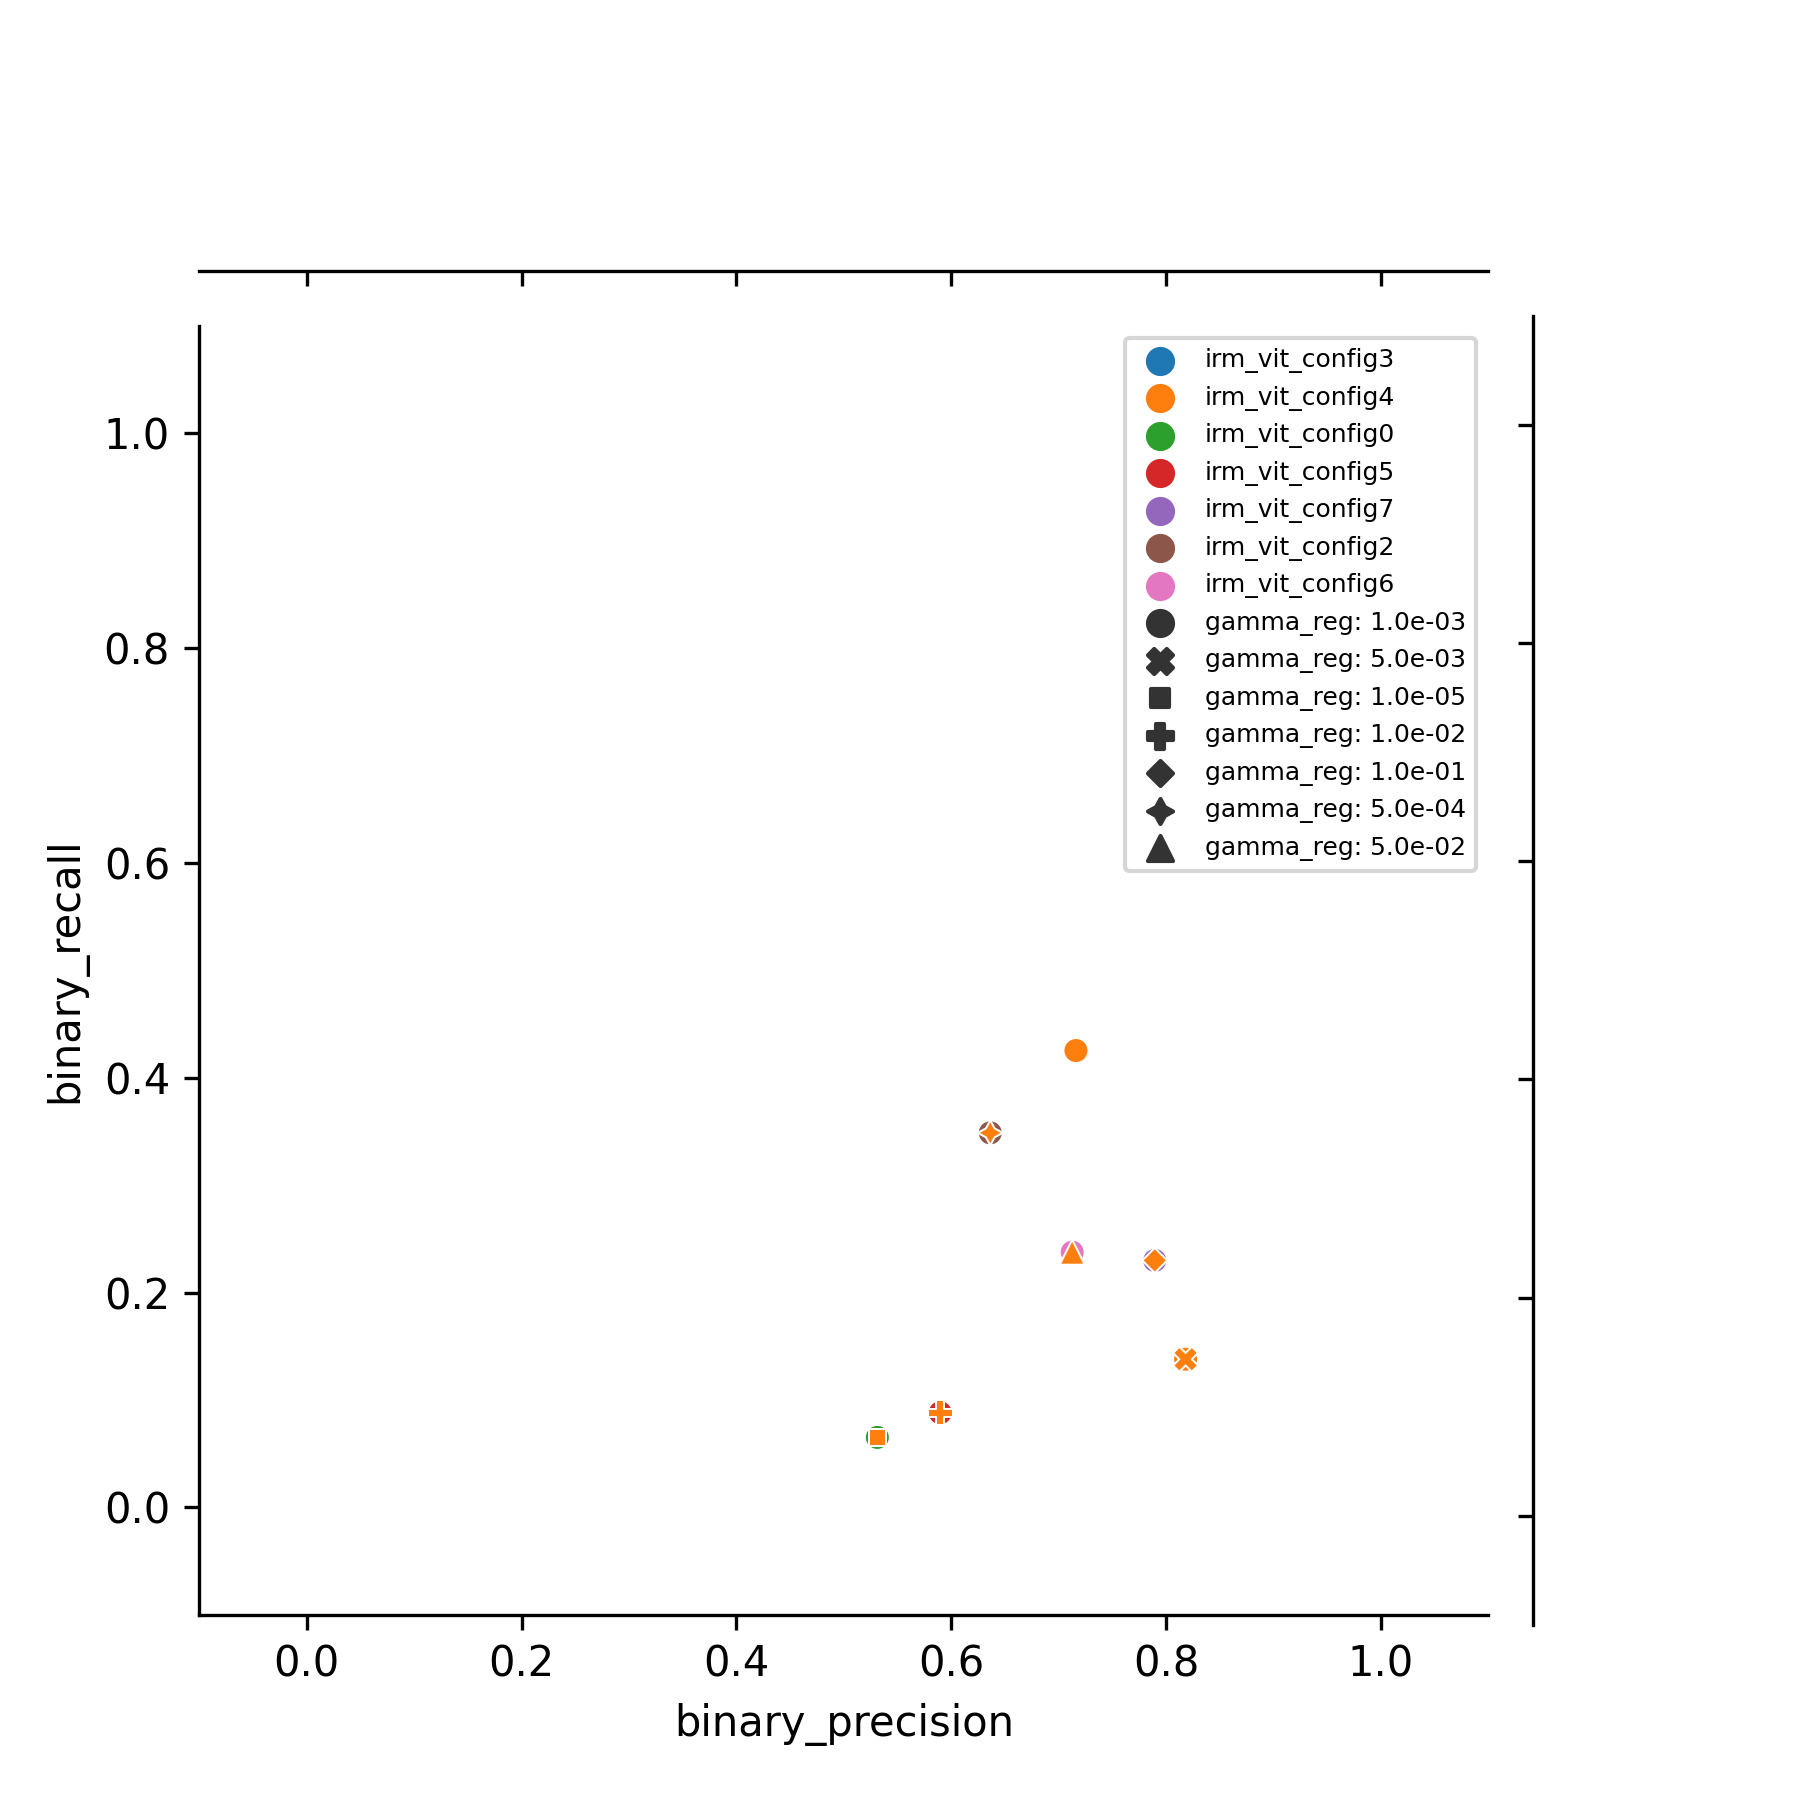 irm_vit_config3
irm_vit_config4
irm_vit_config0
irm_vit_config5
irm_vit_config7
irm_vit_config2
irm_vit_config6
gamma_reg: 1.0e-03
gamma_reg: 5.0e-03
gamma_reg: 1.0e-05
gamma_reg: 1.0e-02
gamma_reg: 1.0e-01
gamma_reg: 5.0e-04
gamma_reg: 5.0e-02
1.0
0.8
0.6
0.4
0.2
0.0
binary_recall
0.0 0.2 0.4 0.6 0.8 1.0
binary_precision